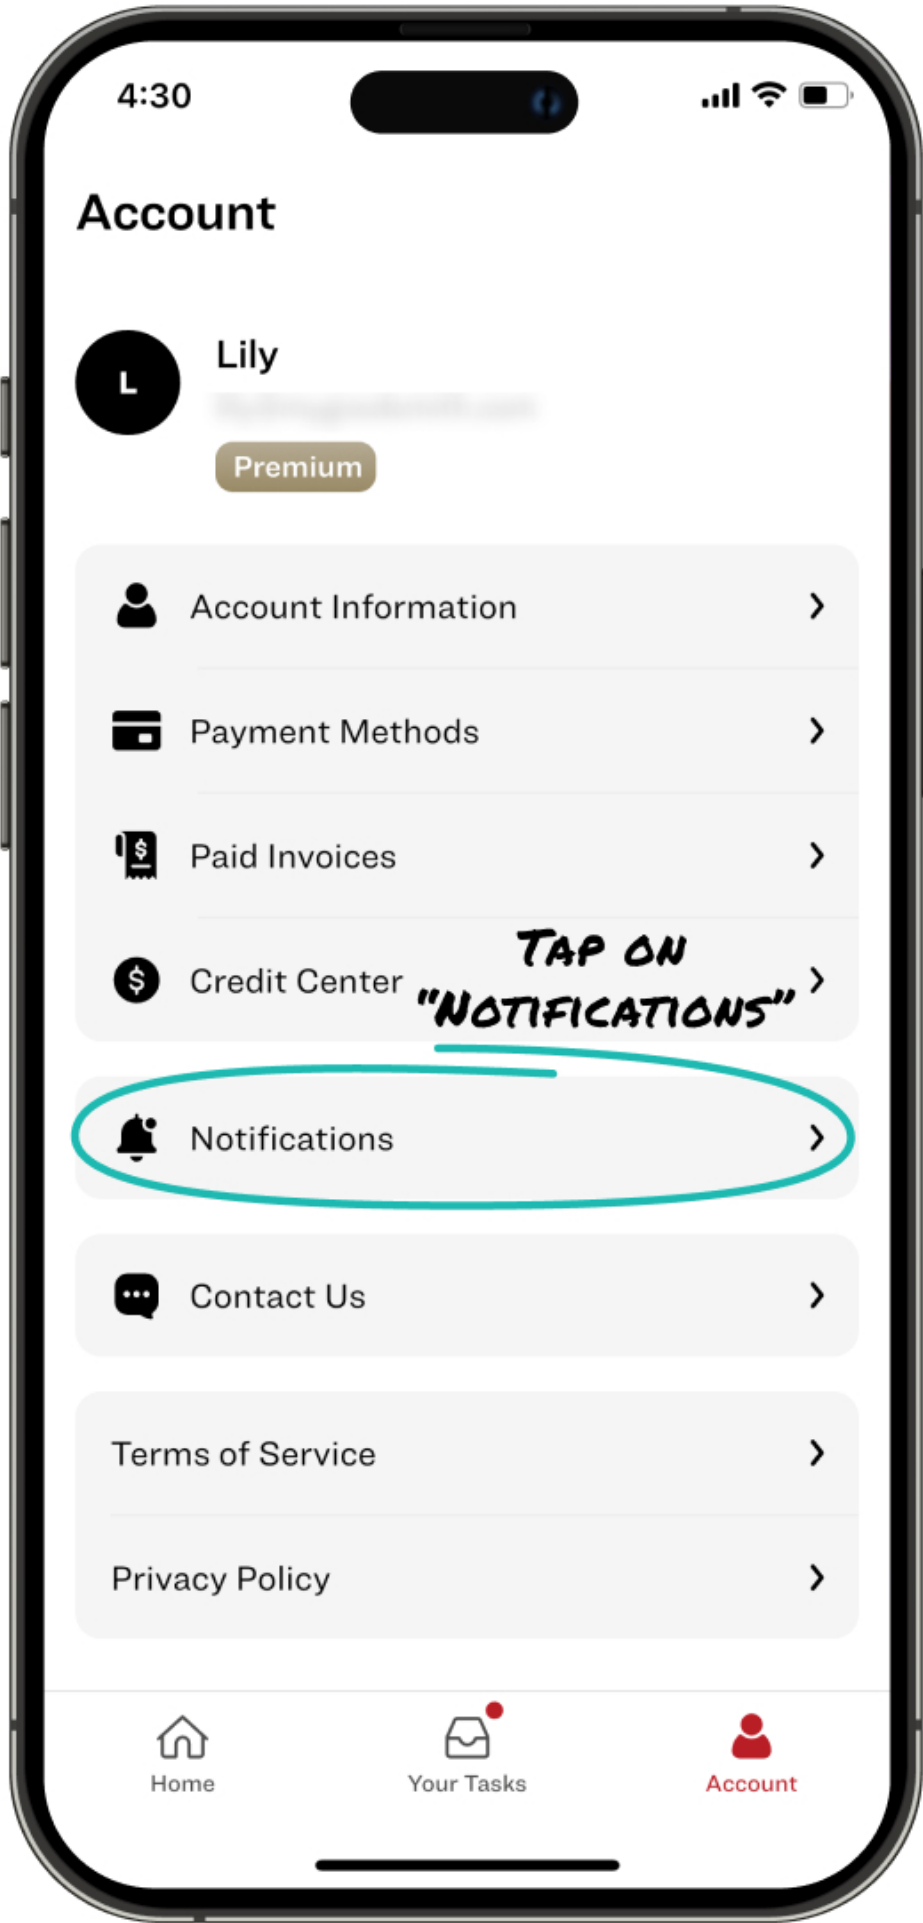 4:30
Account
L
Lily
Premium
Account Information
Payment Methods
$
Paid Invoices
TAP ON
$
Credit Center
"NOTIFICATIONS"
Notifications
Contact Us
Terms of Service
Privacy Policy
Home
Your Tasks
Account